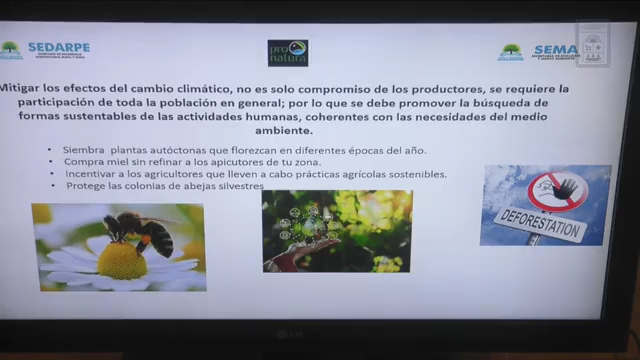 SEDARPE
pro
natura
SEMA
Mitigar los efectos del cambio climático, no es solo compromiso de los productores, se requiere la
participación de toda la población en general; por lo que se debe promover la búsqueda de
formas sustentables de las actividades humanas, coherentes con las necesidades del medio
ambiente.
• Siembra plantas autóctonas que florezcan en diferentes épocas del año.
• Compra miel sin refinar a los apicutores de tu zona.
• Incentivar a los agricultores que lleven a cabo prácticas agrícolas sostenibles.
• Protege las colonias de abejas silvestres
DEFORESTATION
LG